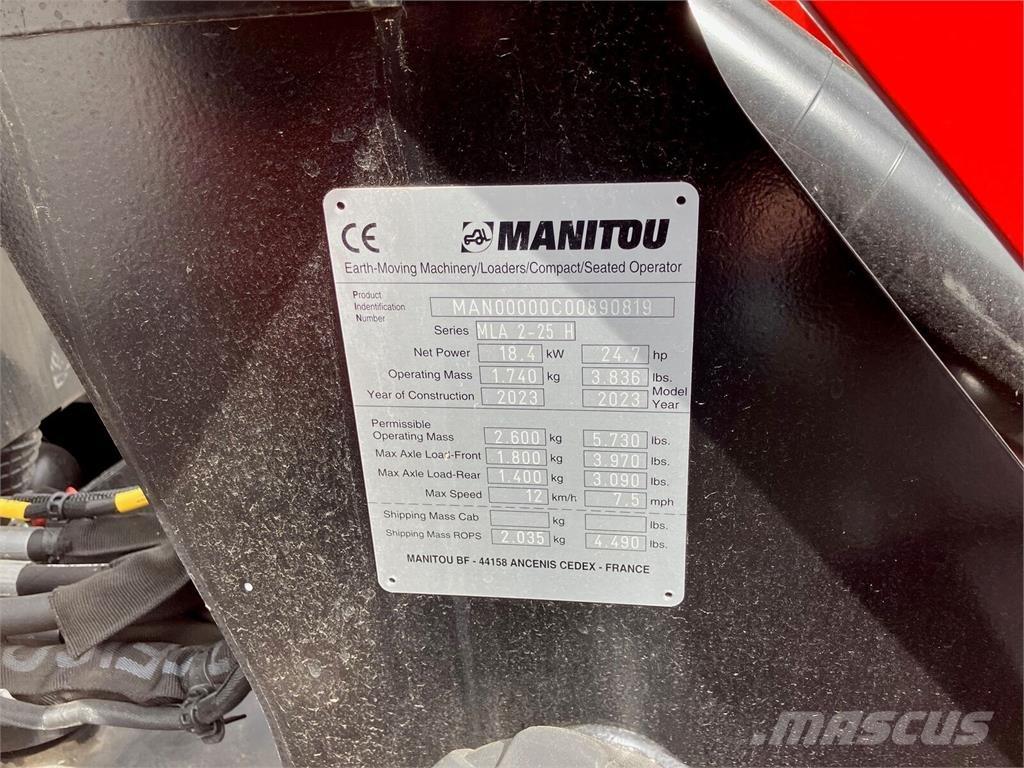 CE MANITOU
Earth-Moving Machinery/Loaders/Compact/Seated Operator
Product
Indentification MAN00000C00890819
Number
Series MLA 2-25 H
Net Power 18.4 kW 24.7 hp
Operating Mass 1.740 kg 3.836 lbs.
Year of Construction 2023 2023 Model Year
Permissible
Operating Mass 2.600 kg 5.730 lbs.
Max Axle Load-Front 1.800 kg 3.970 lbs.
Max Axle Load-Rear 1.400 kg 3.090 lbs.
Max Speed 12 km/h 7.5 mph
Shipping Mass Cab kg lbs.
Shipping Mass ROPS 2.035 kg 4.490 lbs.
MANITOU BF - 44158 ANCENIS CEDEX - FRANCE
MASCUS